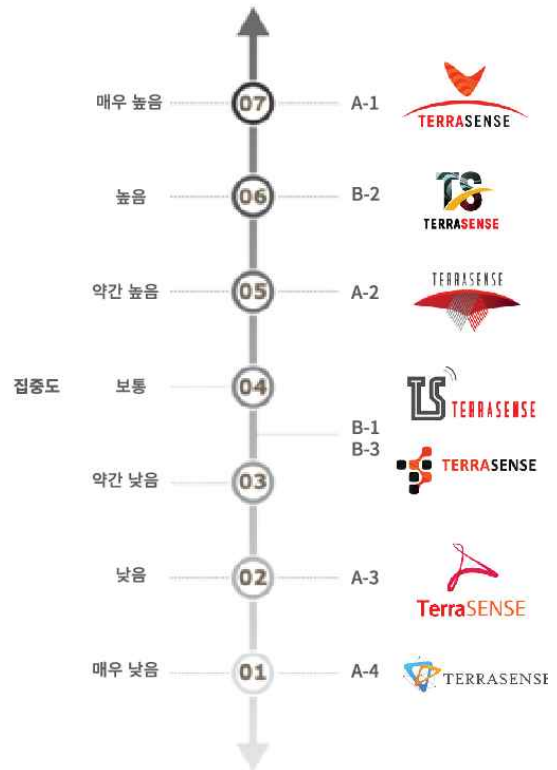 매우 높음 07 A-1 TERRASENSE
높음 06 B-2 TS TERRASENSE
약간 높음 05 A-2 TERRASENSE
집중도 보통 04 TS TERRASENSE
B-1
B-3 TERRASENSE
약간 낮음 03
낮음 02 A-3 TerraSENSE
매우 낮음 01 A-4 TERRASENSE